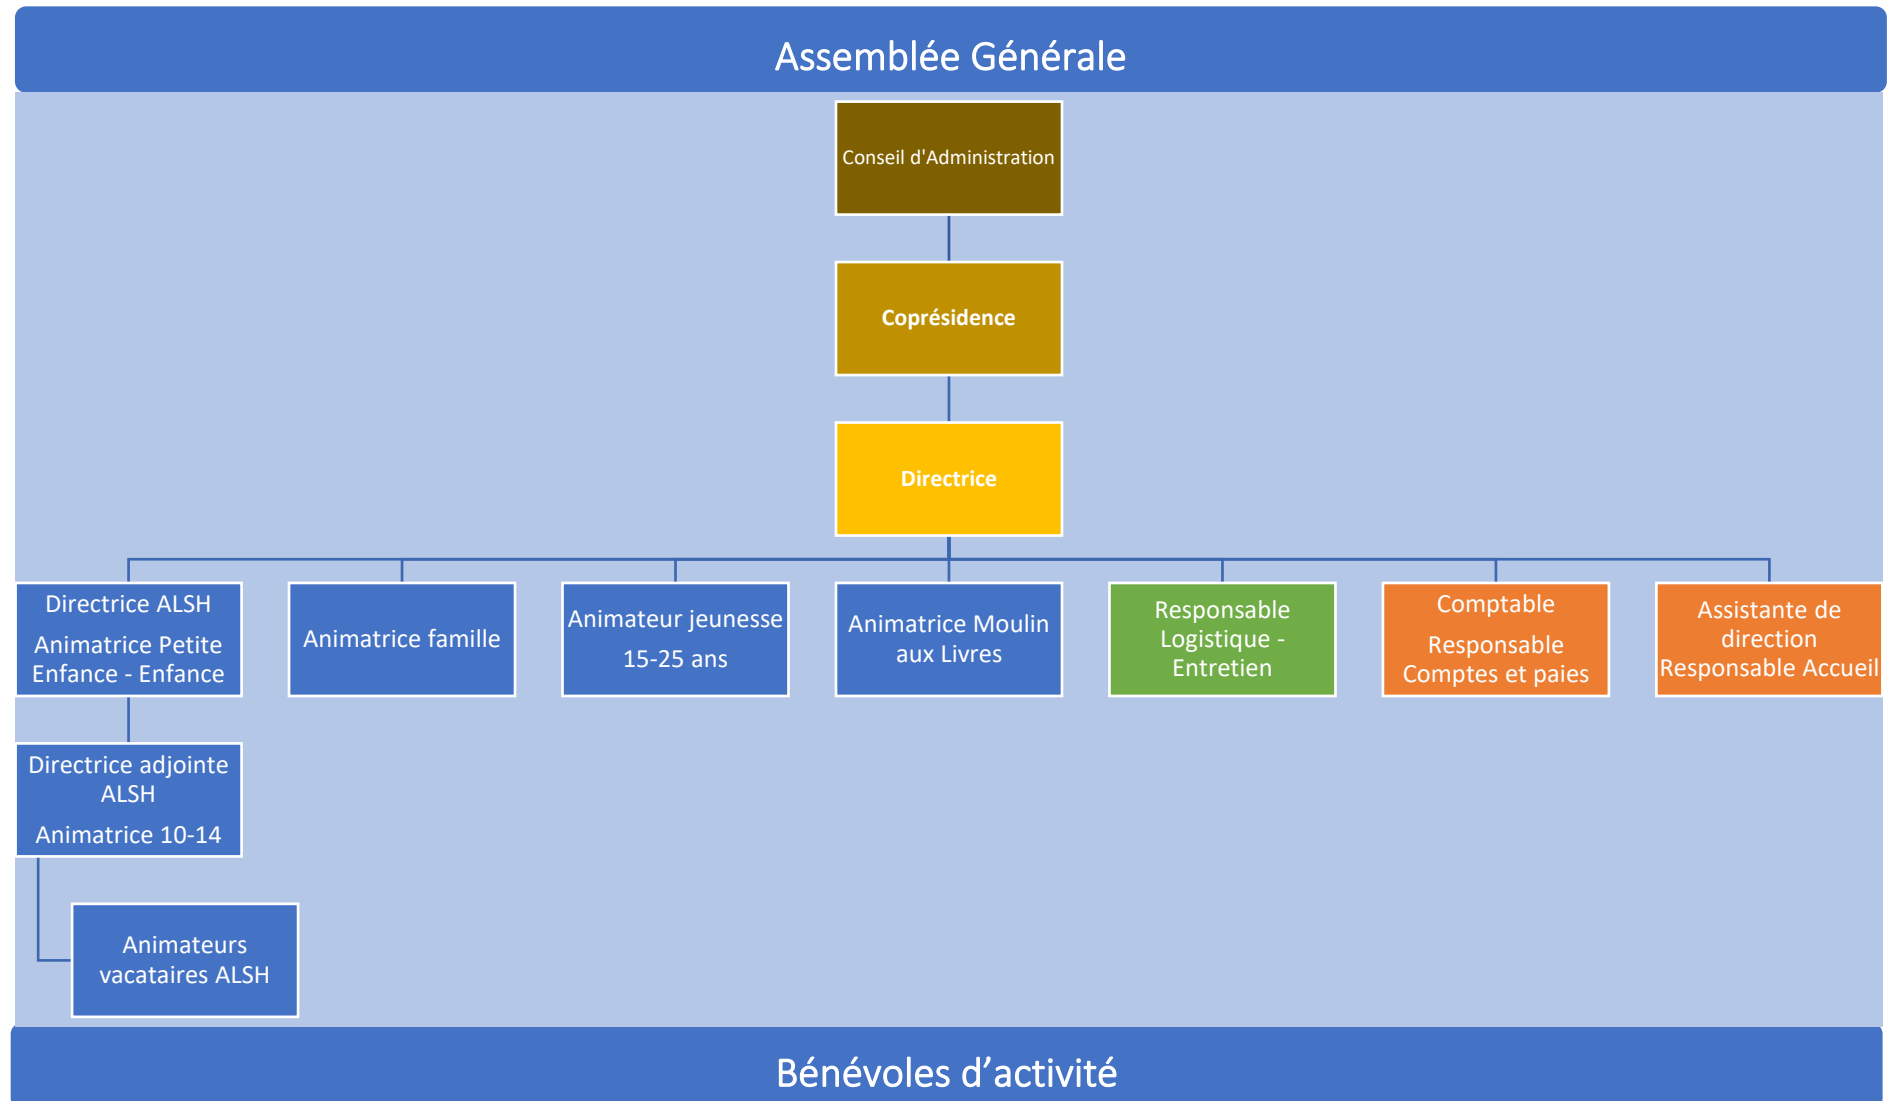 Assemblée Générale
Conseil d'Administration
Coprésidence
Directrice
Directrice ALSH
Animatrice Petite
Enfance - Enfance
Animatrice famille
Animateur jeunesse
15-25 ans
Animatrice Moulin
aux Livres
Responsable
Logistique -
Entretien
Comptable
Responsable
Comptes et paies
Assistante de
direction
Responsable Accueil
Directrice adjointe
ALSH
Animatrice 10-14
Animateurs
vacataires ALSH
Bénévoles d’activité